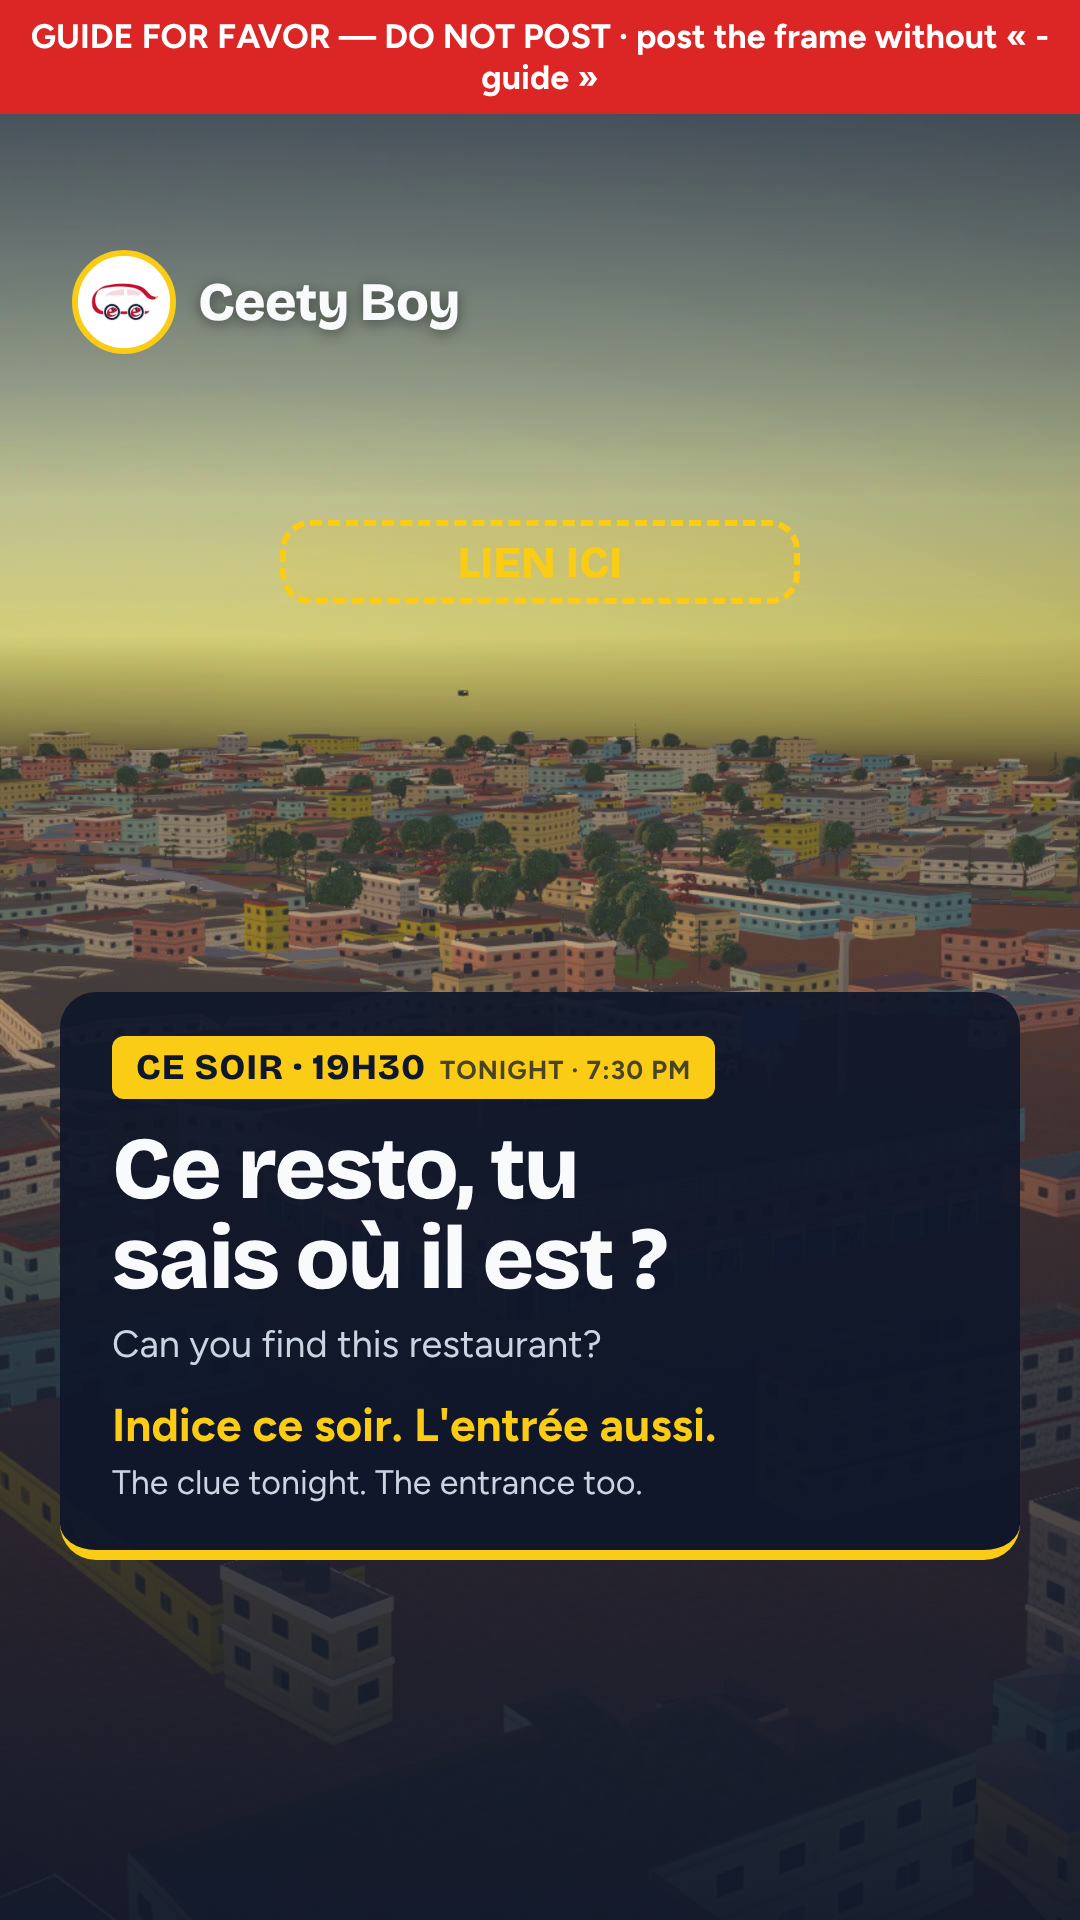 GUIDE FOR FAVOR — DO NOT POST · post the frame without « -
guide »
Ceety Boy
LIEN ICI
CE SOIR · 19H30 TONIGHT · 7:30 PM
Ce resto, tu
sais où il est ?
Can you find this restaurant?
Indice ce soir. L'entrée aussi.
The clue tonight. The entrance too.